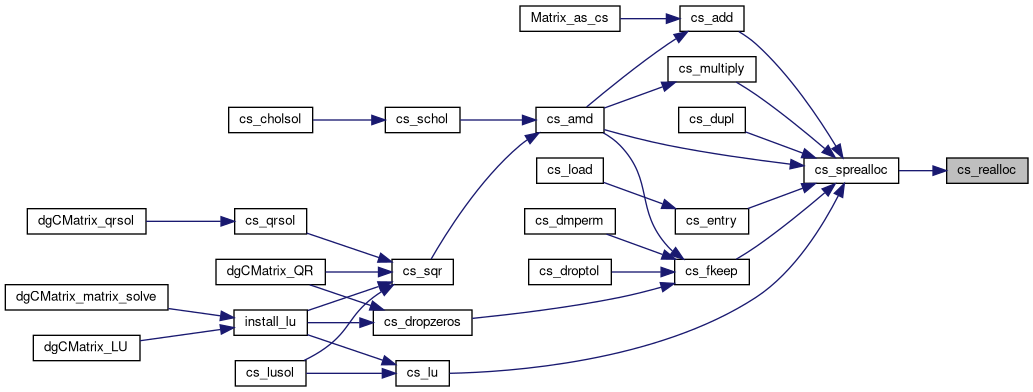 Matrix_as_cs
cs_add
cs_multiply
cs_cholsol
cs_schol
cs_amd
cs_dupl
cs_load
cs_sprealloc
cs_realloc
dgCMatrix_qrsol
cs_qrsol
cs_dmperm
cs_entry
dgCMatrix_QR
cs_sqr
cs_droptol
cs_fkeep
dgCMatrix_matrix_solve
install_lu
cs_dropzeros
dgCMatrix_LU
cs_lusol
cs_lu